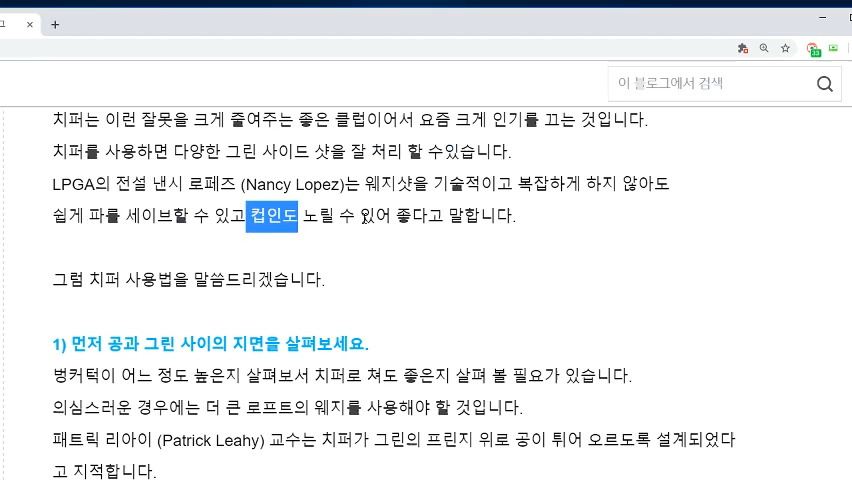 이 블로그에서 검색
치퍼는 이런 잘못을 크게 줄여주는 좋은 클럽이어서 요즘 크게 인기를 끄는 것입니다.
치퍼를 사용하면 다양한 그린 사이드 샷을 잘 처리 할 수있습니다.
LPGA의 전설 낸시 로페즈 (Nancy Lopez)는 웨지샷을 기술적이고 복잡하게 하지 않아도
쉽게 파를 세이브할 수 있고 컵인도 노릴 수 있어 좋다고 말합니다.
그럼 치퍼 사용법을 말씀드리겠습니다.
1) 먼저 공과 그린 사이의 지면을 살펴보세요.
벙커턱이 어느 정도 높은지 살펴보서 치퍼로 쳐도 좋은지 살펴 볼 필요가 있습니다.
의심스러운 경우에는 더 큰 로프트의 웨지를 사용해야 할 것입니다.
패트릭 리아이 (Patrick Leahy) 교수는 치퍼가 그린의 프린지 위로 공이 튀어 오르도록 설계되었다
고 지적합니다.